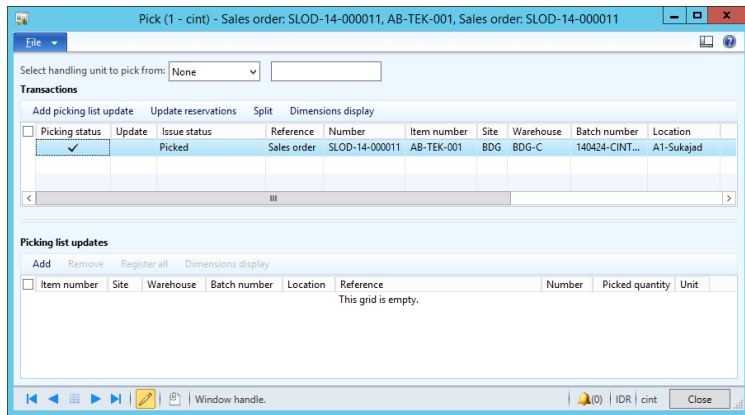 Pick (1 - cint) - Sales order: SLOD-14-000011, AB-TEK-001, Sales order: SLOD-14-000011
File
Select handling unit to pick from: None
Transactions
Add picking list update Update reservations Split Dimensions display
Picking status Update Issue status Reference Number Item number Site Warehouse Batch number Location
Picked Sales order SLOD-14-000011 AB-TEK-001 BDG BDG-C 140424-CINT... A1-Sukajad
Picking list updates
Add Remove Register all Dimensions display
Item number Site Warehouse Batch number Location Reference Number Picked quantity Unit
This grid is empty.
Window handle. (0) IDR cint Close